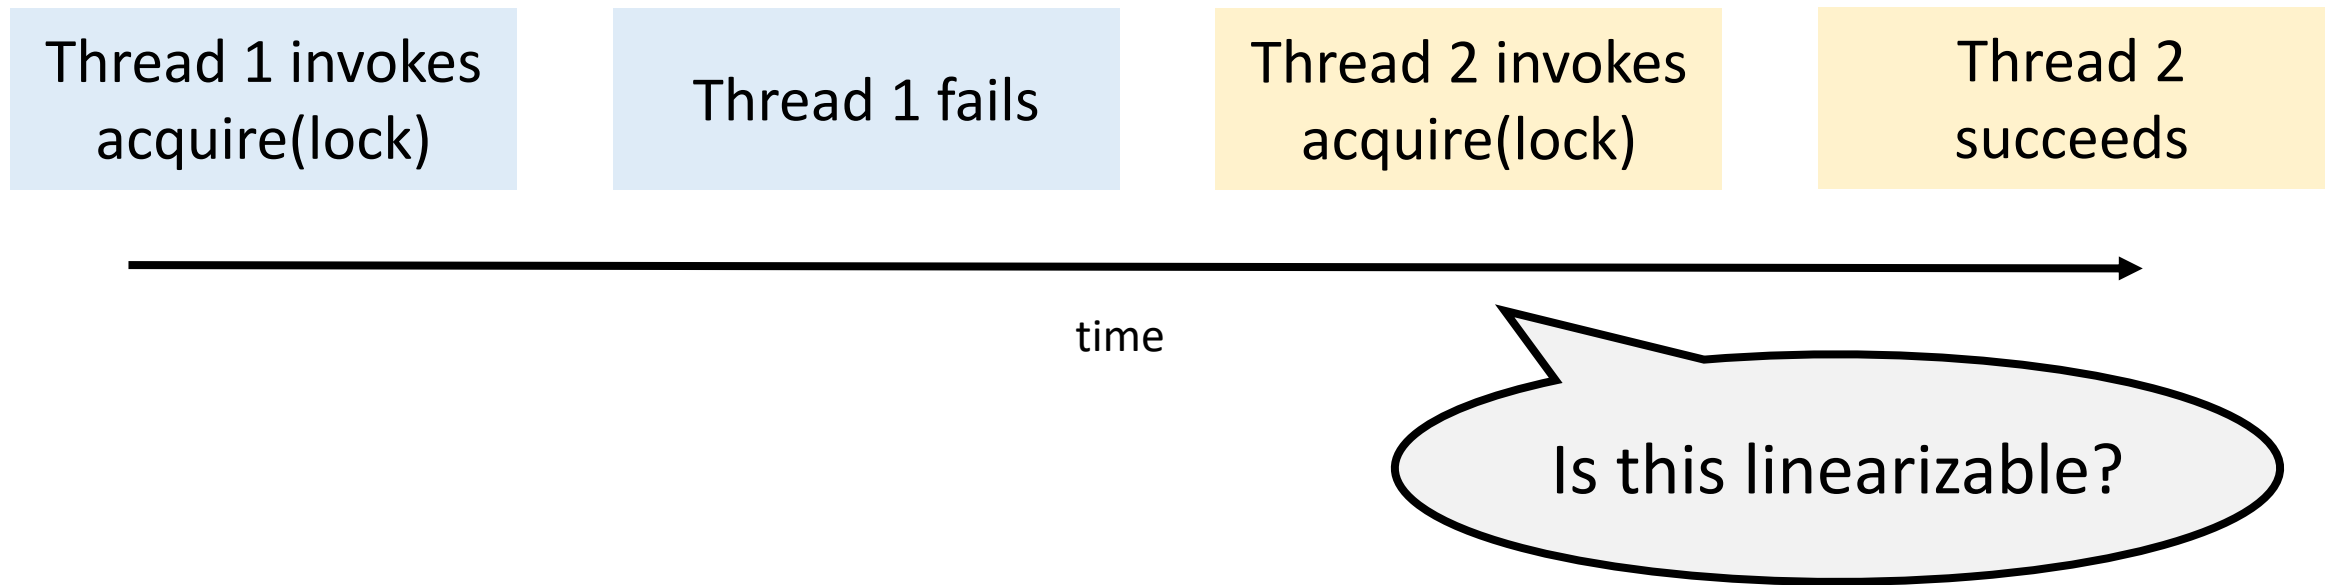 Thread 1 invokes
acquire(lock)
Thread 1 fails
Thread 2 invokes
acquire(lock)
Thread 2
succeeds
time
Is this linearizable?